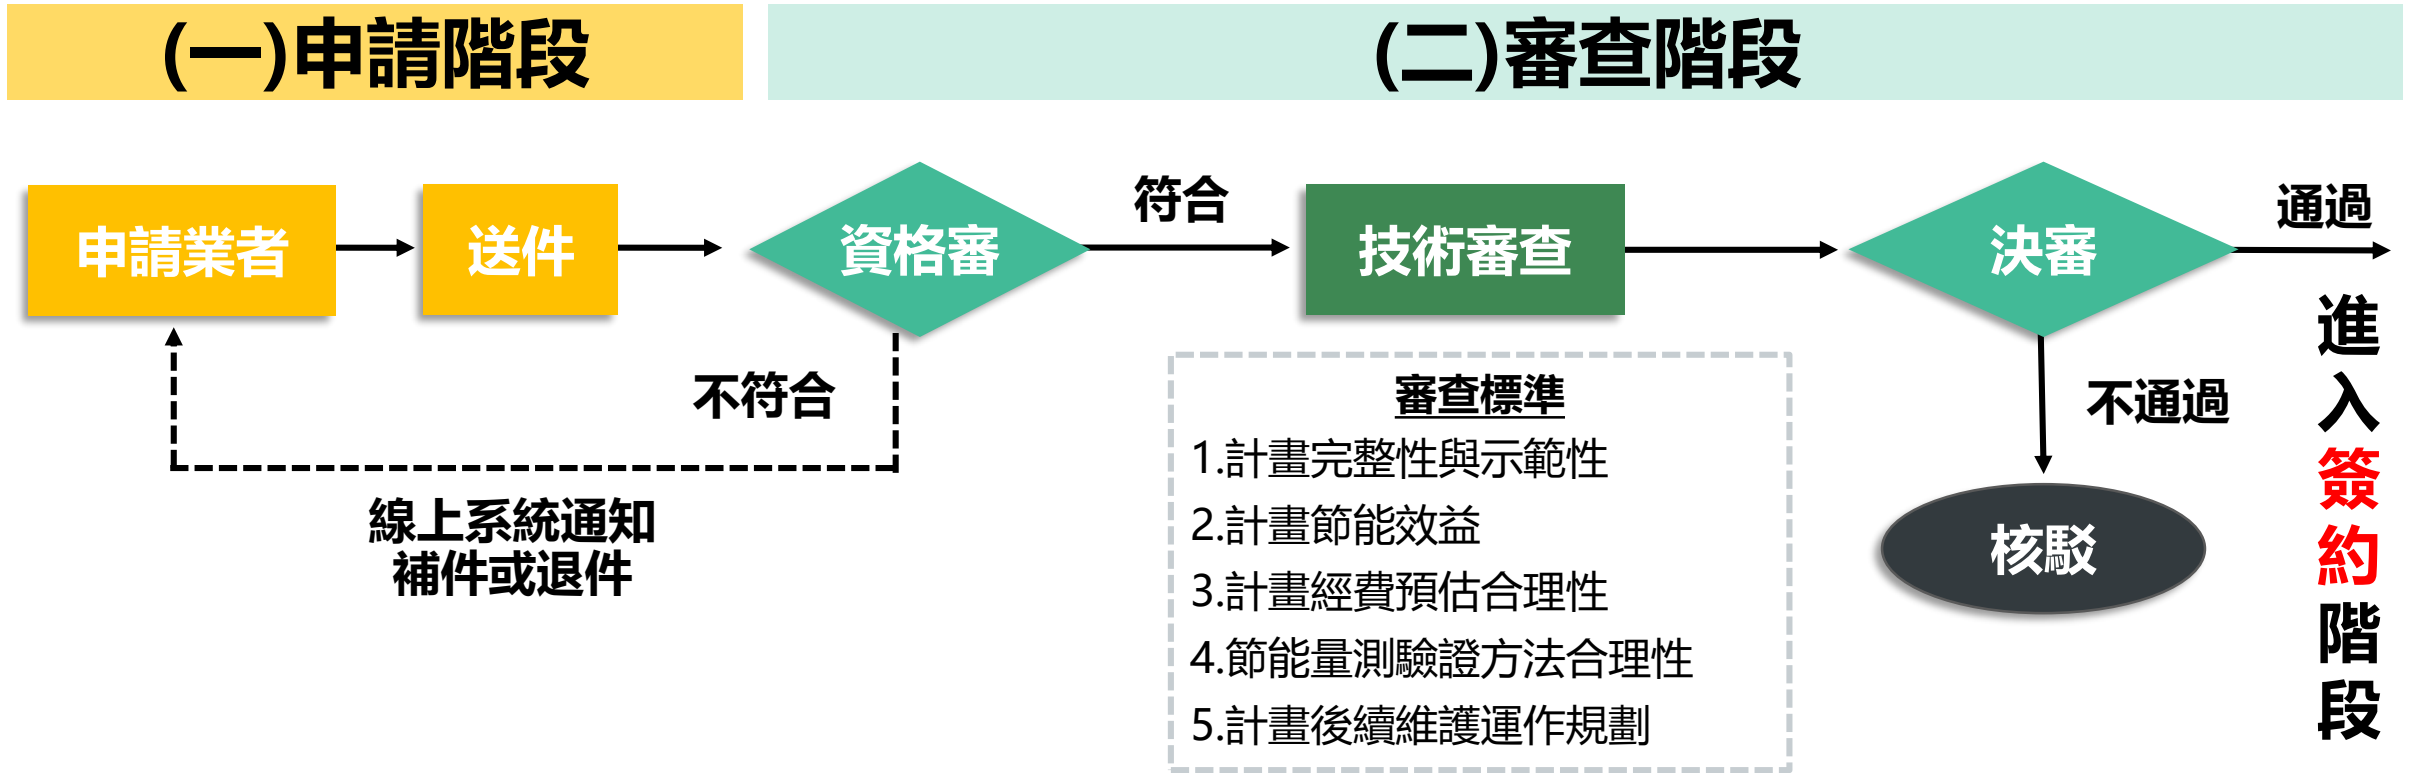 (一)申請階段
(二)審查階段
申請業者
送件
資格審
符合
技術審查
決審
通過
不符合
線上系統通知
補件或退件
審查標準
1.計畫完整性與示範性
2.計畫節能效益
3.計畫經費預估合理性
4.節能量測驗證方法合理性
5.計畫後續維護運作規劃
不通過
核駁
進
入
簽
約
階
段